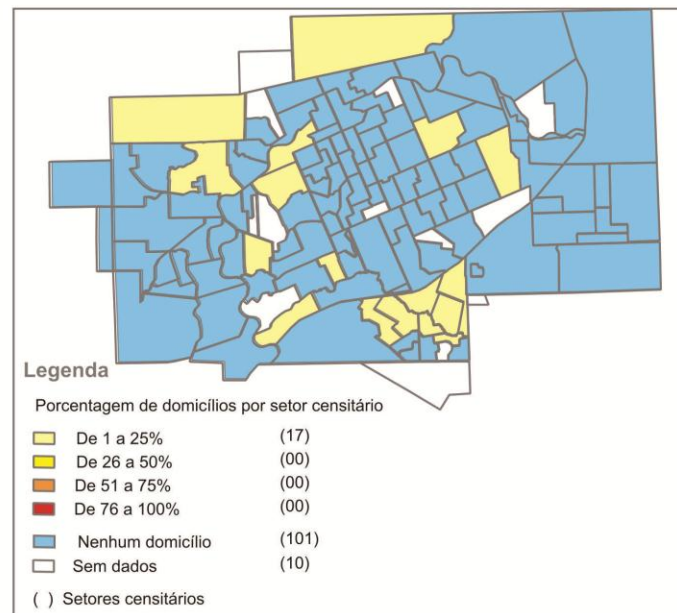 Legenda
Porcentagem de domicílios por setor censitário
De 1 a 25% (17)
De 26 a 50% (00)
De 51 a 75% (00)
De 76 a 100% (00)
Nenhum domicílio (101)
Sem dados (10)
( ) Setores censitários